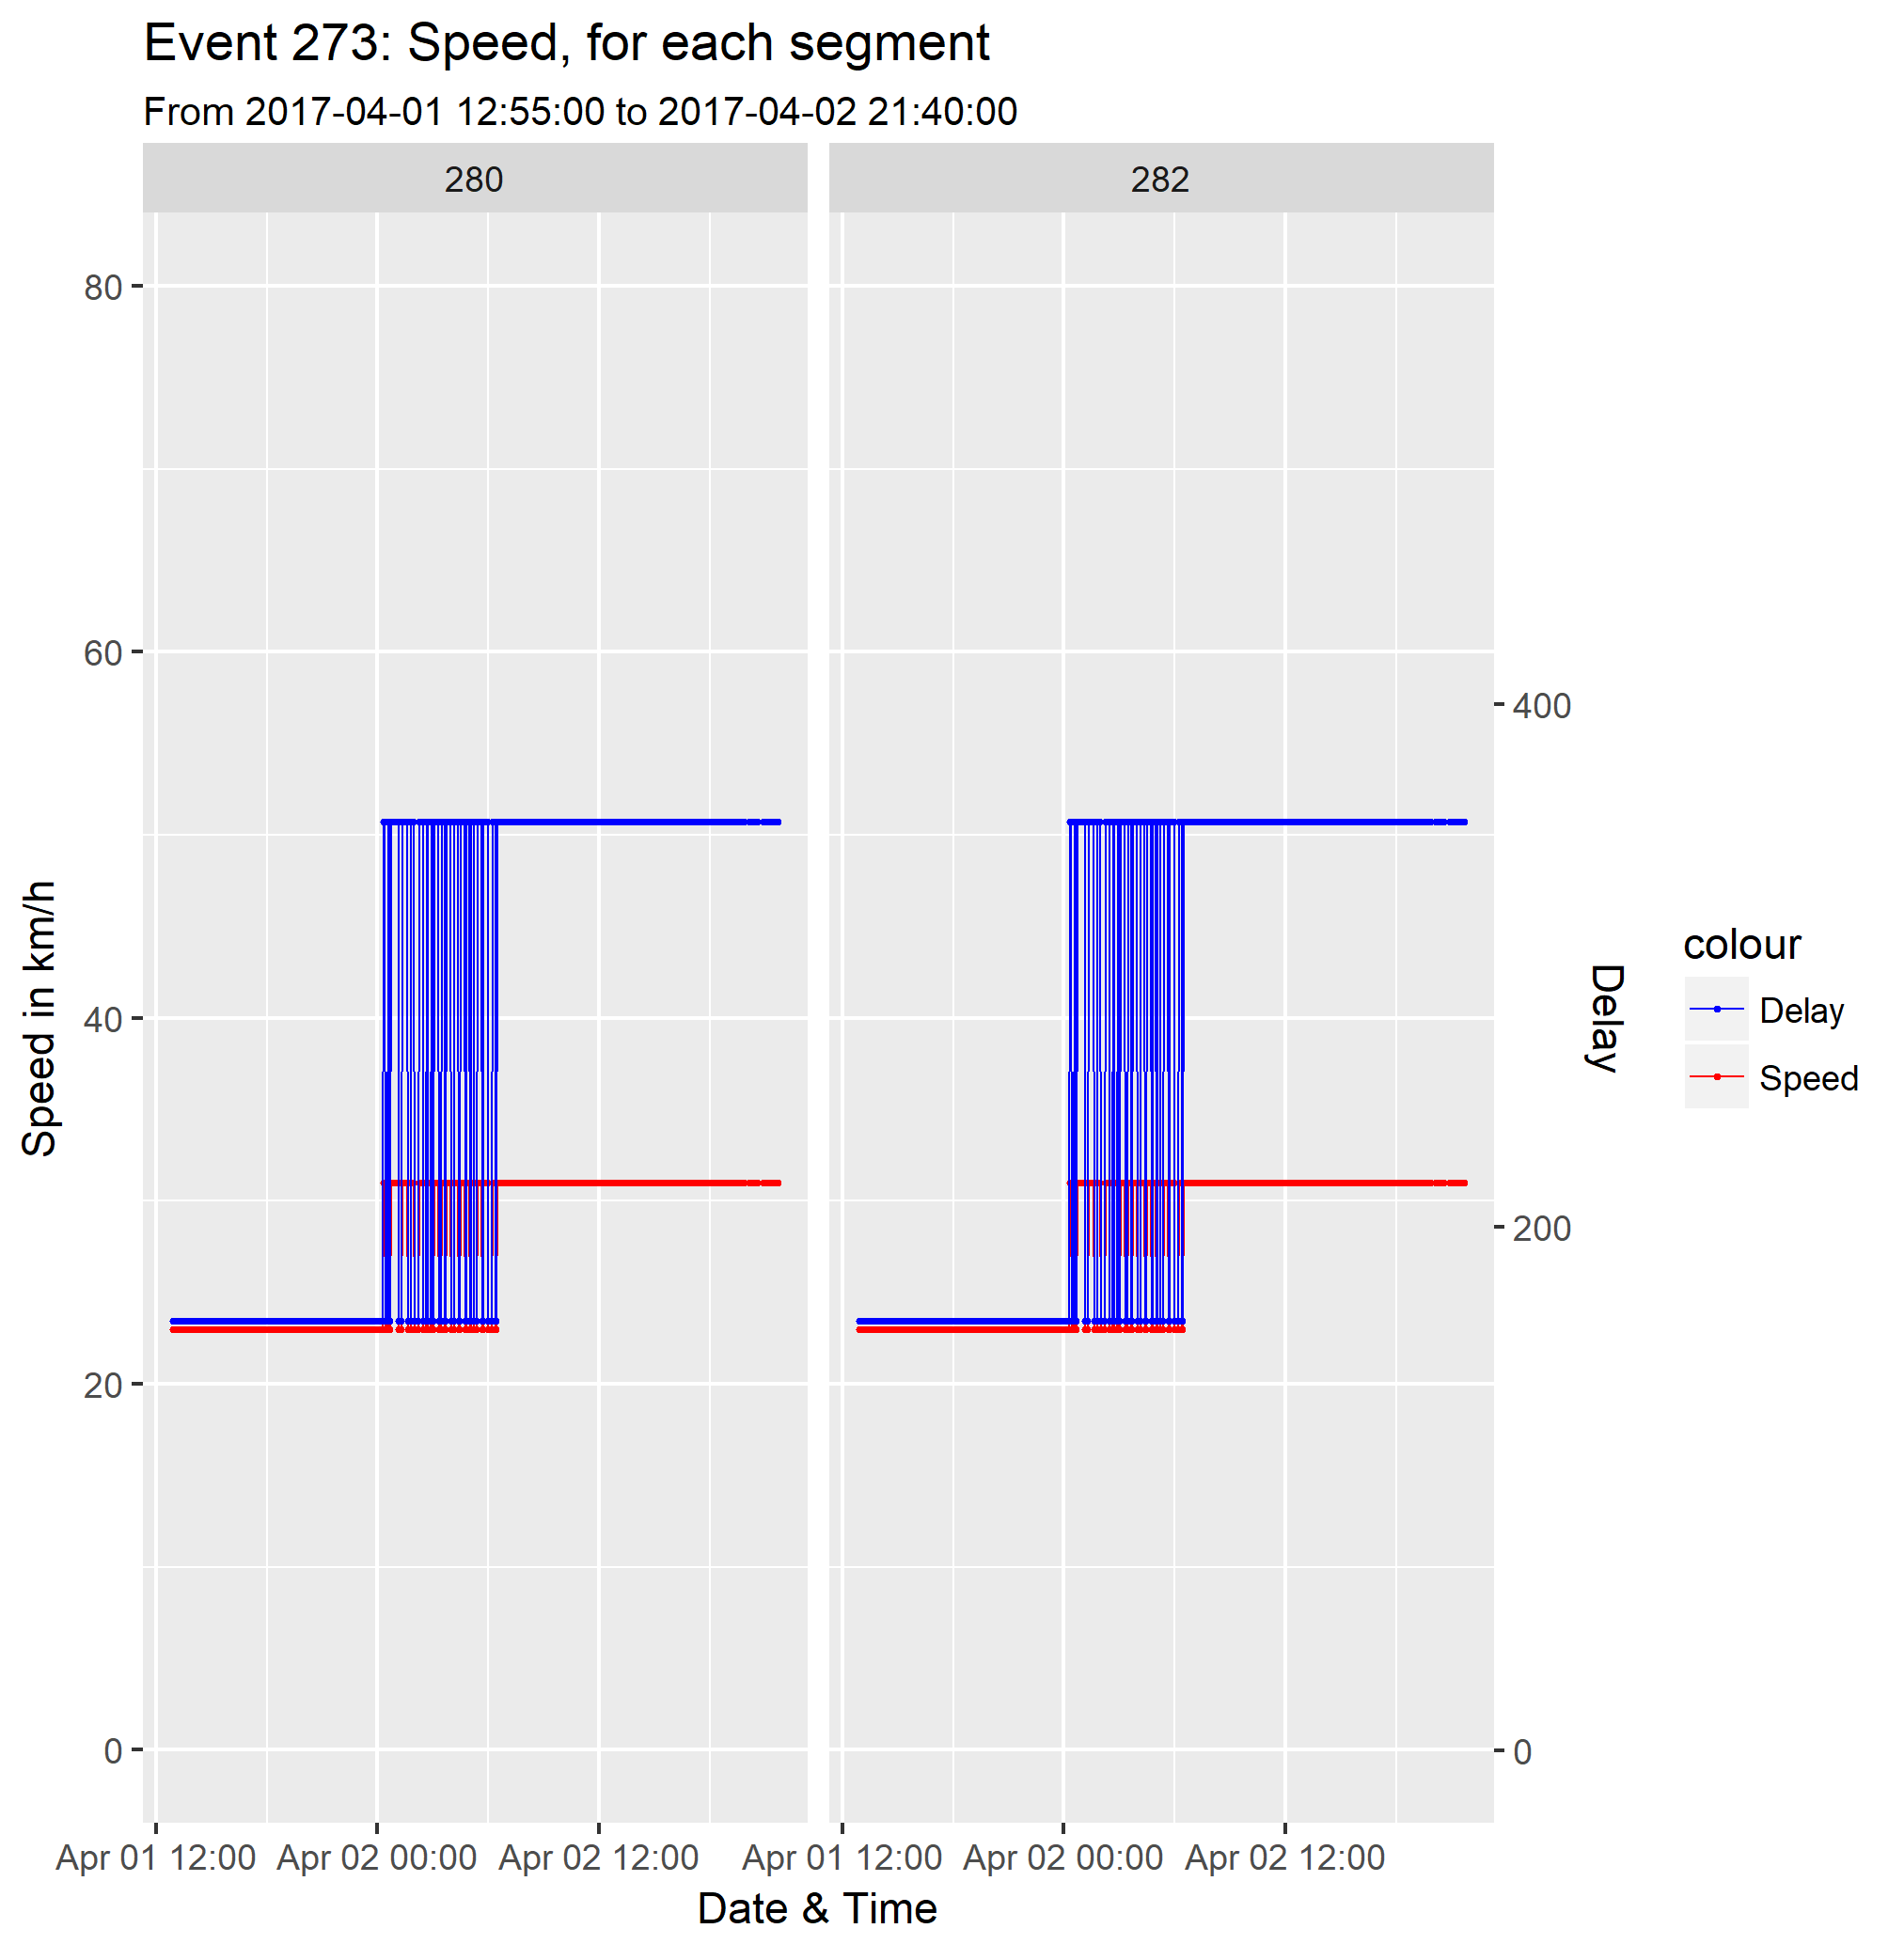 Event 273: Speed, for each segment
From 2017-04-01 12:55:00 to 2017-04-02 21:40:00
280
282
80
60
40
20
0
Speed in km/h
400
200
0
Delay
colour
Delay
Speed
Apr 01 12:00 Apr 02 00:00 Apr 02 12:00
Apr 01 12:00 Apr 02 00:00 Apr 02 12:00
Date & Time